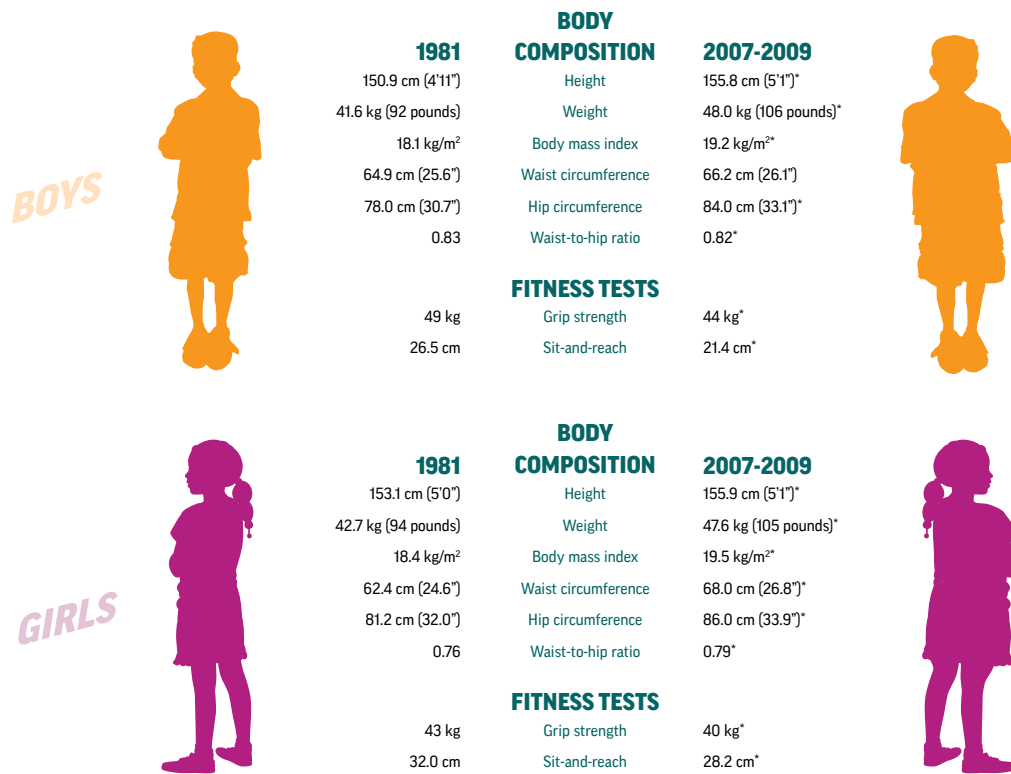 BOYS
BODY
1981 COMPOSITION 2007-2009
150.9 cm (4'11”) Height 155.8 cm (5'1”)*
41.6 kg (92 pounds) Weight 48.0 kg (106 pounds)*
18.1 kg/m² Body mass index 19.2 kg/m²*
64.9 cm (25.6”) Waist circumference 66.2 cm (26.1”)
78.0 cm (30.7”) Hip circumference 84.0 cm (33.1”)*
0.83 Waist-to-hip ratio 0.82*
FITNESS TESTS
49 kg Grip strength 44 kg*
26.5 cm Sit-and-reach 21.4 cm*
GIRLS
BODY
1981 COMPOSITION 2007-2009
153.1 cm (5'0”) Height 155.9 cm (5'1”)*
42.7 kg (94 pounds) Weight 47.6 kg (105 pounds)*
18.4 kg/m² Body mass index 19.5 kg/m²*
62.4 cm (24.6”) Waist circumference 68.0 cm (26.8”)*
81.2 cm (32.0”) Hip circumference 86.0 cm (33.9”)*
0.76 Waist-to-hip ratio 0.79*
FITNESS TESTS
43 kg Grip strength 40 kg*
32.0 cm Sit-and-reach 28.2 cm*